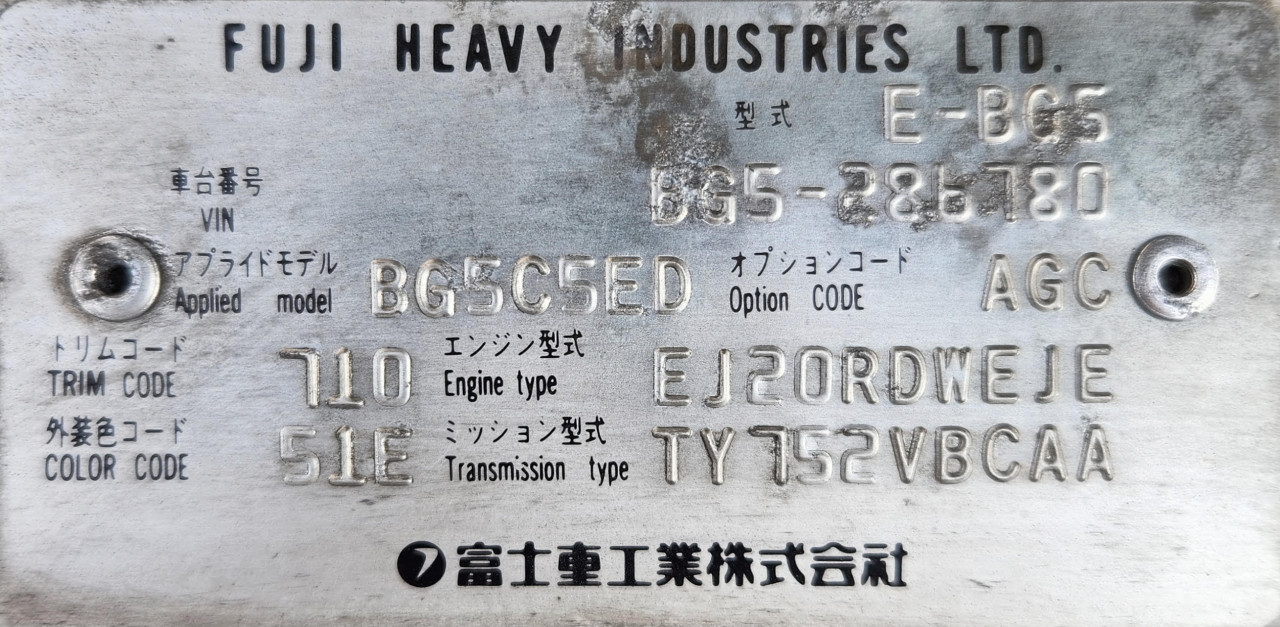 FUJI HEAVY INDUSTRIES LTD.
型式 E-BG5
車台番号
VIN BG5-286780
アプライドモデル
Applied model BG5C5ED
オプションコード
Option CODE AGC
トリムコード
TRIM CODE 710
エンジン型式
Engine type EJ20RDWEJE
外装色コード
COLOR CODE 51E
ミッション型式
Transmission type TY752VBCAA
富士重工業株式会社